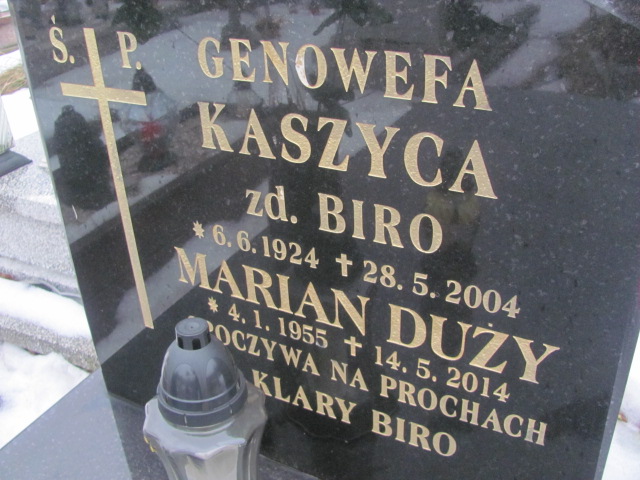 Ś. P. GENOWEFA
KASZYCA
zd. BIRO
* 6.6.1924 † 28.5.2004
MARIAN DUŻY
* 4.1.1955 † 14.5.2014
POCZYWA NA PROCHACH
KLARY BIRO